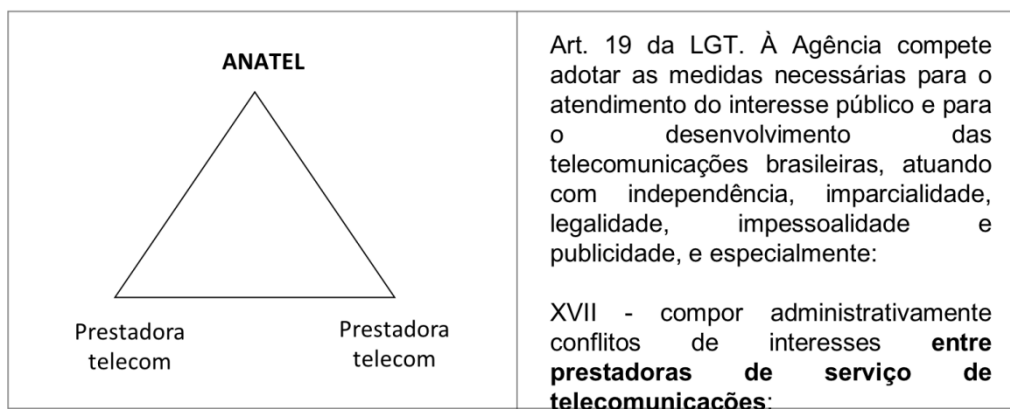 ANATEL
Prestadora
telecom
Prestadora
telecom
Art. 19 da LGT. À Agência compete
adotar as medidas necessárias para o
atendimento do interesse público e para
o desenvolvimento das
telecomunicações brasileiras, atuando
com independência, imparcialidade,
legalidade, impessoalidade e
publicidade, e especialmente:
XVII - compor administrativamente
conflitos de interesses entre
prestadoras de serviço de
telecomunicações;